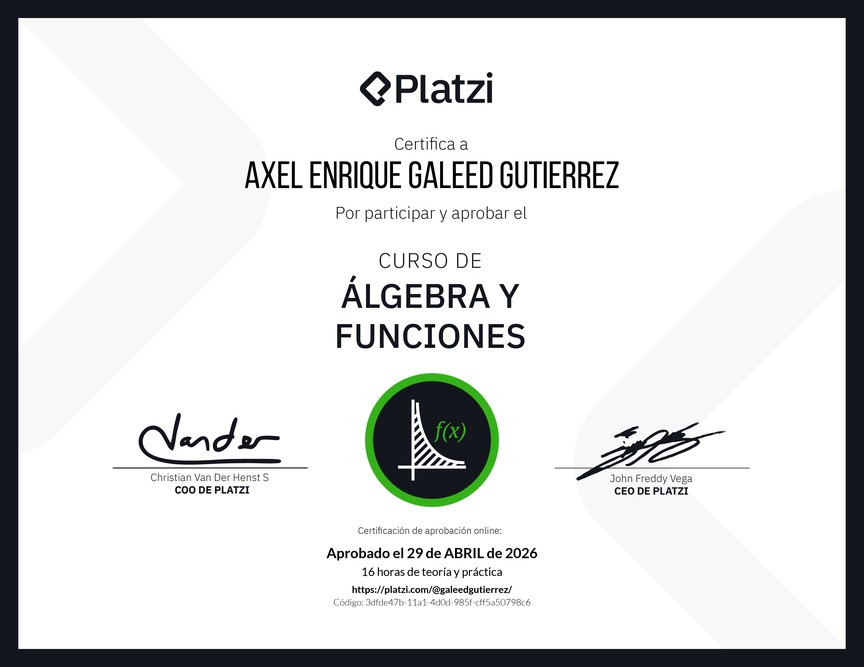 Platzi
Certifica a
AXEL ENRIQUE GALEED GUTIERREZ
Por participar y aprobar el
CURSO DE
ÁLGEBRA Y
FUNCIONES
f(x)
Vander
Christian Van Der Henst S
COO DE PLATZI
John Freddy Vega
CEO DE PLATZI
Certificación de aprobación online:
Aprobado el 29 de ABRIL de 2026
16 horas de teoría y práctica
https://platzi.com/@galeedgutierrez/
Código: 3dfde47b-11a1-4d0d-985f-cff5a50798c6